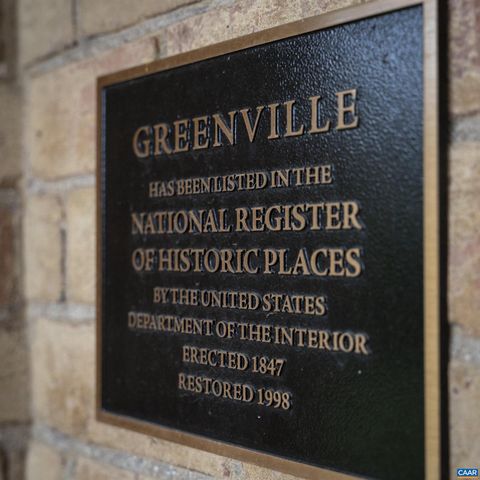 GREENVILLE
HAS BEEN LISTED IN THE
NATIONAL REGISTER
OF HISTORIC PLACES
BY THE UNITED STATES
DEPARTMENT OF THE INTERIOR
ERECTED 1847
RESTORED 1998
CAAR